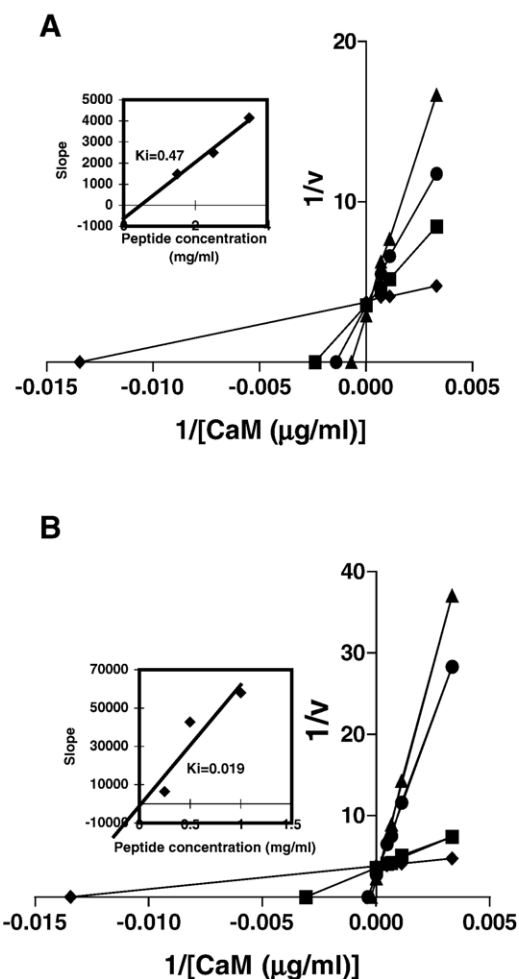 A
20
10
1/v
5000
4000
3000
2000
1000
0
-1000
Slope
Ki=0.47
2
4
Peptide concentration
(mg/ml)
-0.015
-0.010
-0.005
0.000
0.005
1/[CaM (μg/ml)]
B
40
30
20
10
1/v
70000
50000
30000
10000
-10000
Slope
Ki=0.019
0
0.5
1
1.5
Peptide concentration (mg/ml)
-0.015
-0.010
-0.005
0.000
0.005
1/[CaM (μg/ml)]